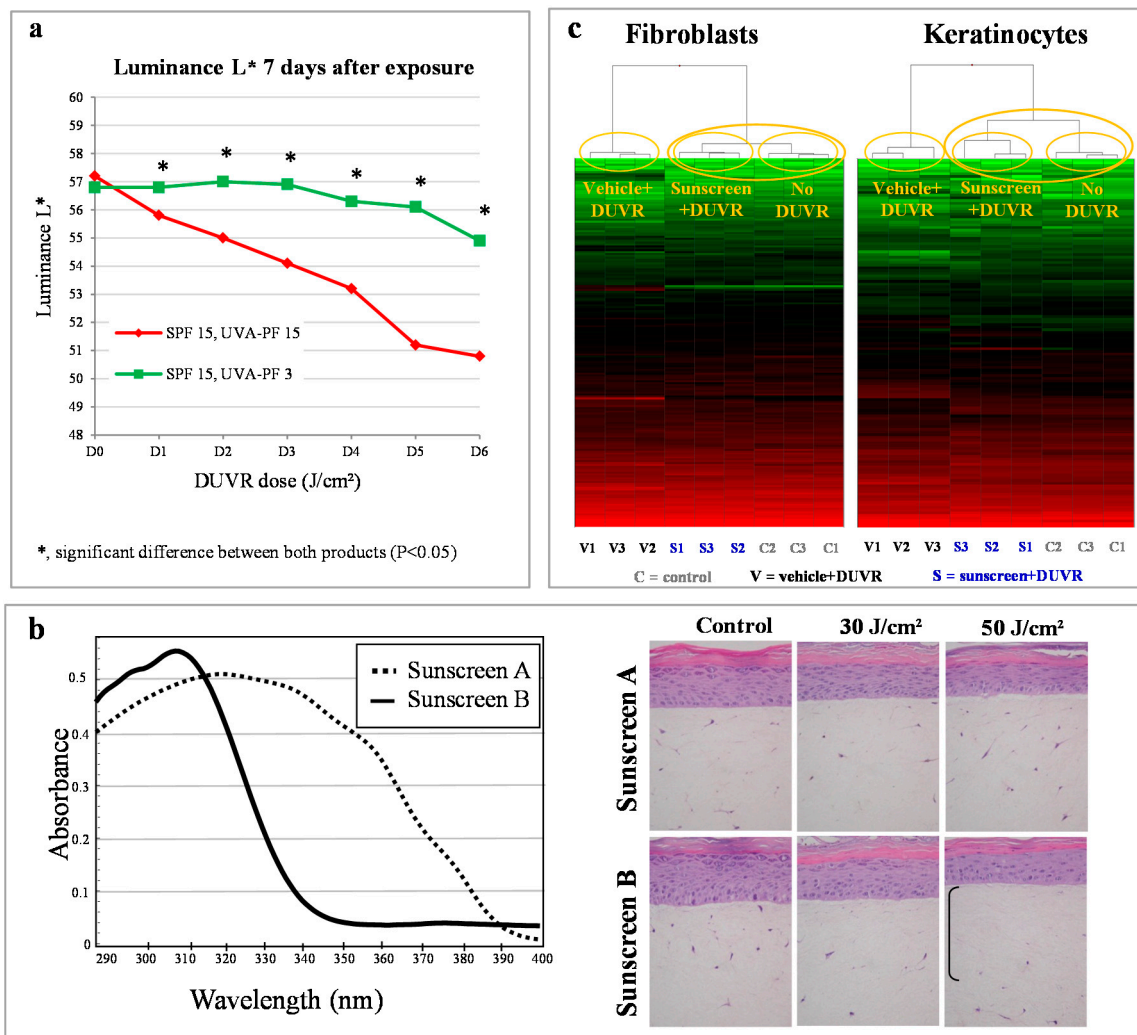 a
Luminance L* 7 days after exposure
Luminance L*
60
59
58
57
56
55
54
53
52
51
50
49
48
*
*
*
*
*
*
SPF 15, UVA-PF 15
SPF 15, UVA-PF 3
D0 D1 D2 D3 D4 D5 D6
DUVR dose (J/cm²)
*, significant difference between both products (P<0.05)
c
Fibroblasts
Vehicle+ DUVR
Sunscreen +DUVR
No DUVR
V1 V3 V2 S1 S3 S2 C2 C3 C1
Keratinocytes
Vehicle+ DUVR
Sunscreen +DUVR
No DUVR
V1 V2 V3 S3 S2 S1 C2 C3 C1
C = control V = vehicle+DUVR S = sunscreen+DUVR
b
Absorbance
0.5
0.4
0.3
0.2
0.1
0
Sunscreen A
Sunscreen B
290 300 310 320 330 340 350 360 370 380 390 400
Wavelength (nm)
Control 30 J/cm² 50 J/cm²
Sunscreen A
Sunscreen B